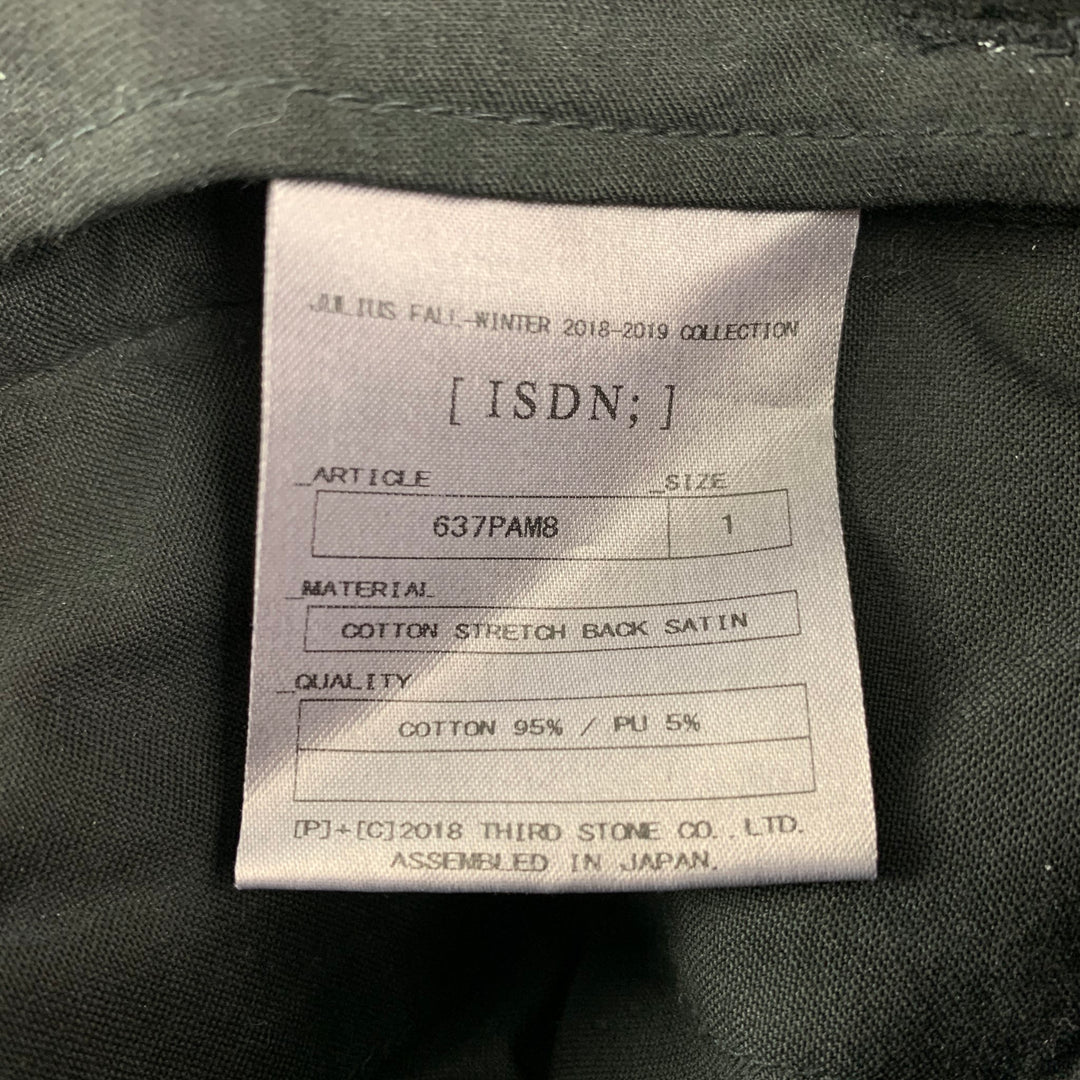 JULIUS FALL-WINTER 2018-2019 COLLECTION
[ ISDN; ]
_ARTICLE _SIZE
637PAM8 1
_MATERIAL
COTTON STRETCH BACK SATIN
_QUALITY
COTTON 95% / PU 5%
[P]+[C]2018 THIRD STONE CO.,LTD.
ASSEMBLED IN JAPAN.